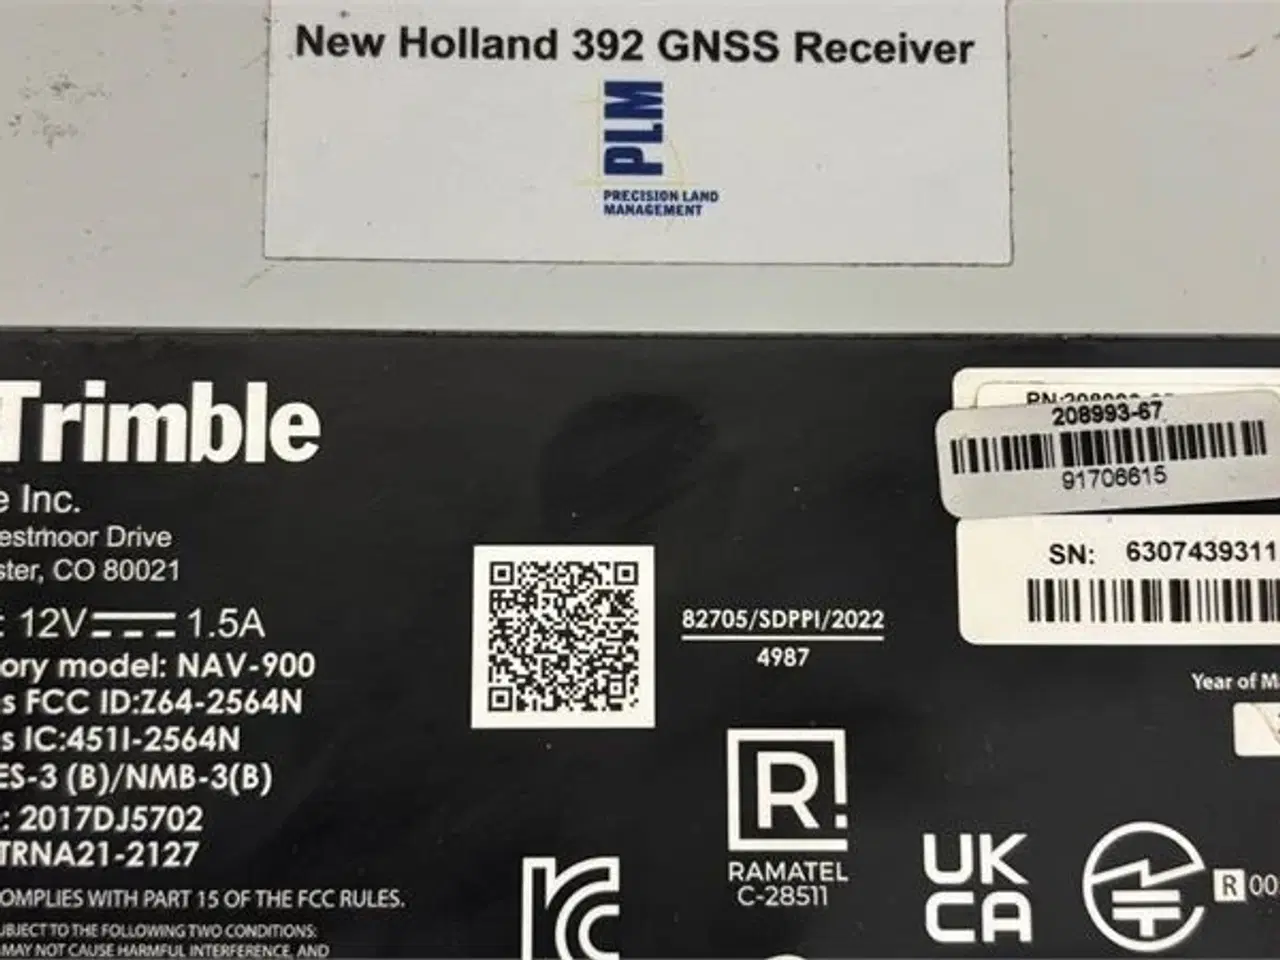 New Holland 392 GNSS Receiver
PLM
PRECISION LAND
MANAGEMENT
Trimble
e Inc.
estmoor Drive
ster, CO 80021
: 12V 1.5A
ory model: NAV-900
s FCC ID:Z64-2564N
s IC:451I-2564N
ES-3 (B)/NMB-3(B)
: 2017DJ5702
TRNA21-2127
OMPLIES WITH PART 15 OF THE FCC RULES.
UBJECT TO THE FOLLOWING TWO CONDITIONS:
MAY NOT CAUSE HARMFUL INTERFERENCE, AND
82705/SDPPI/2022
4987
R
RAMATEL
C-28511
208993-67
91706615
SN: 6307439311
Year of Ma
UK
CA
R 00